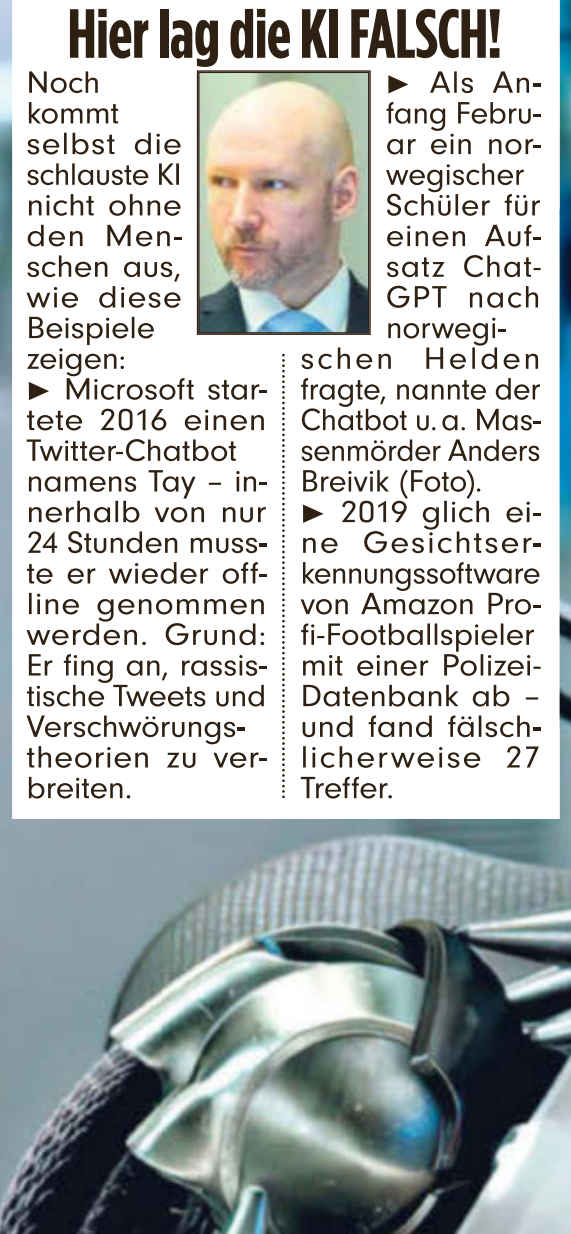 Hier lag die KI FALSCH!
Noch
kommt
selbst die
schlauste KI
nicht ohne
den Men-
schen aus,
wie diese
Beispiele
zeigen:
► Microsoft star-
tete 2016 einen
Twitter-Chatbot
namens Tay – in-
nerhalb von nur
24 Stunden muss-
te er wieder off-
line genommen
werden. Grund:
Er fing an, rassis-
tische Tweets und
Verschwörungs-
theorien zu ver-
breiten.
► Als An-
fang Febru-
ar ein nor-
wegischer
Schüler für
einen Auf-
satz Chat-
GPT nach
norwegi-
schen Helden
fragte, nannte der
Chatbot u. a. Mas-
senmörder Anders
Breivik (Foto).
► 2019 glich ei-
ne Gesichtser-
kennungssoftware
von Amazon Pro-
fi-Footballspieler
mit einer Polizei-
Datenbank ab –
und fand fälsch-
licherweise 27
Treffer.